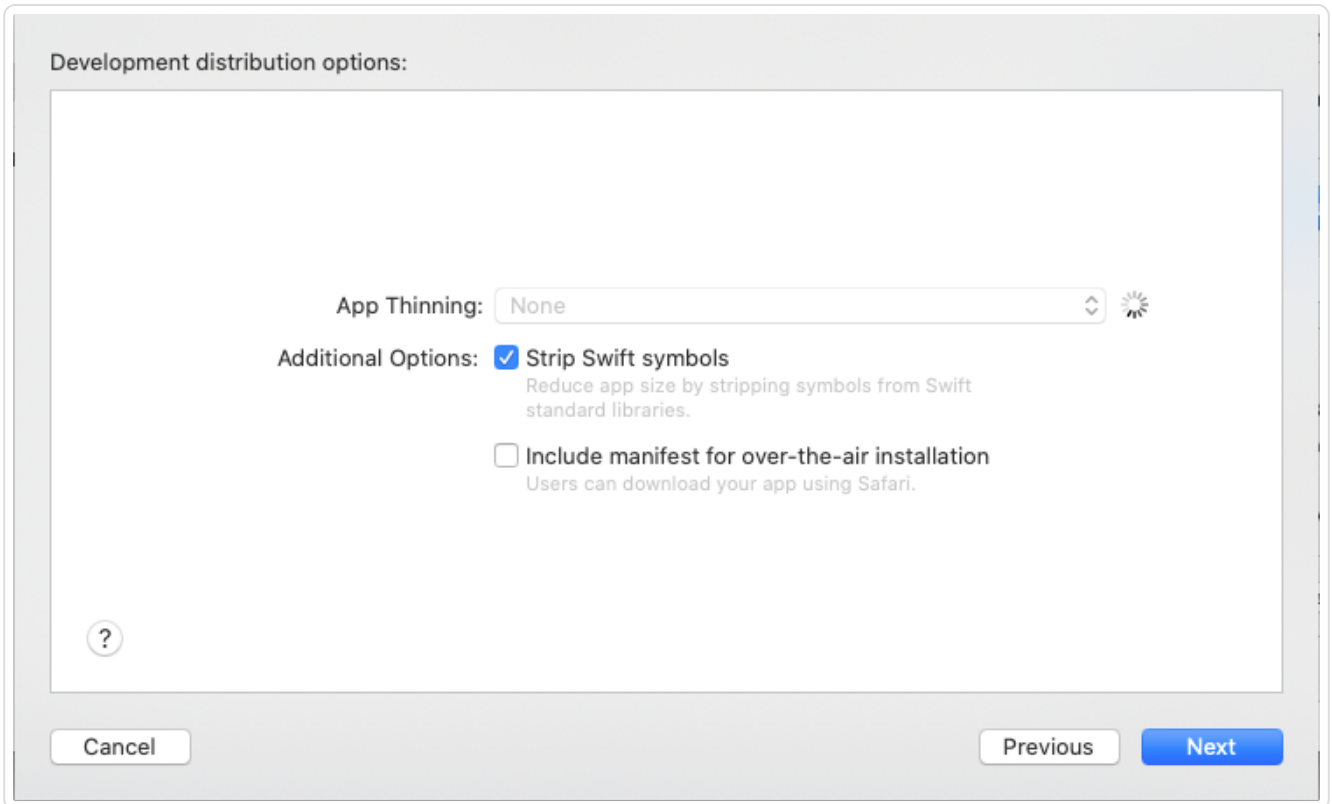 Development distribution options:
App Thinning: None
Additional Options: Strip Swift symbols
Reduce app size by stripping symbols from Swift
standard libraries.
Include manifest for over-the-air installation
Users can download your app using Safari.
?
Cancel Previous Next